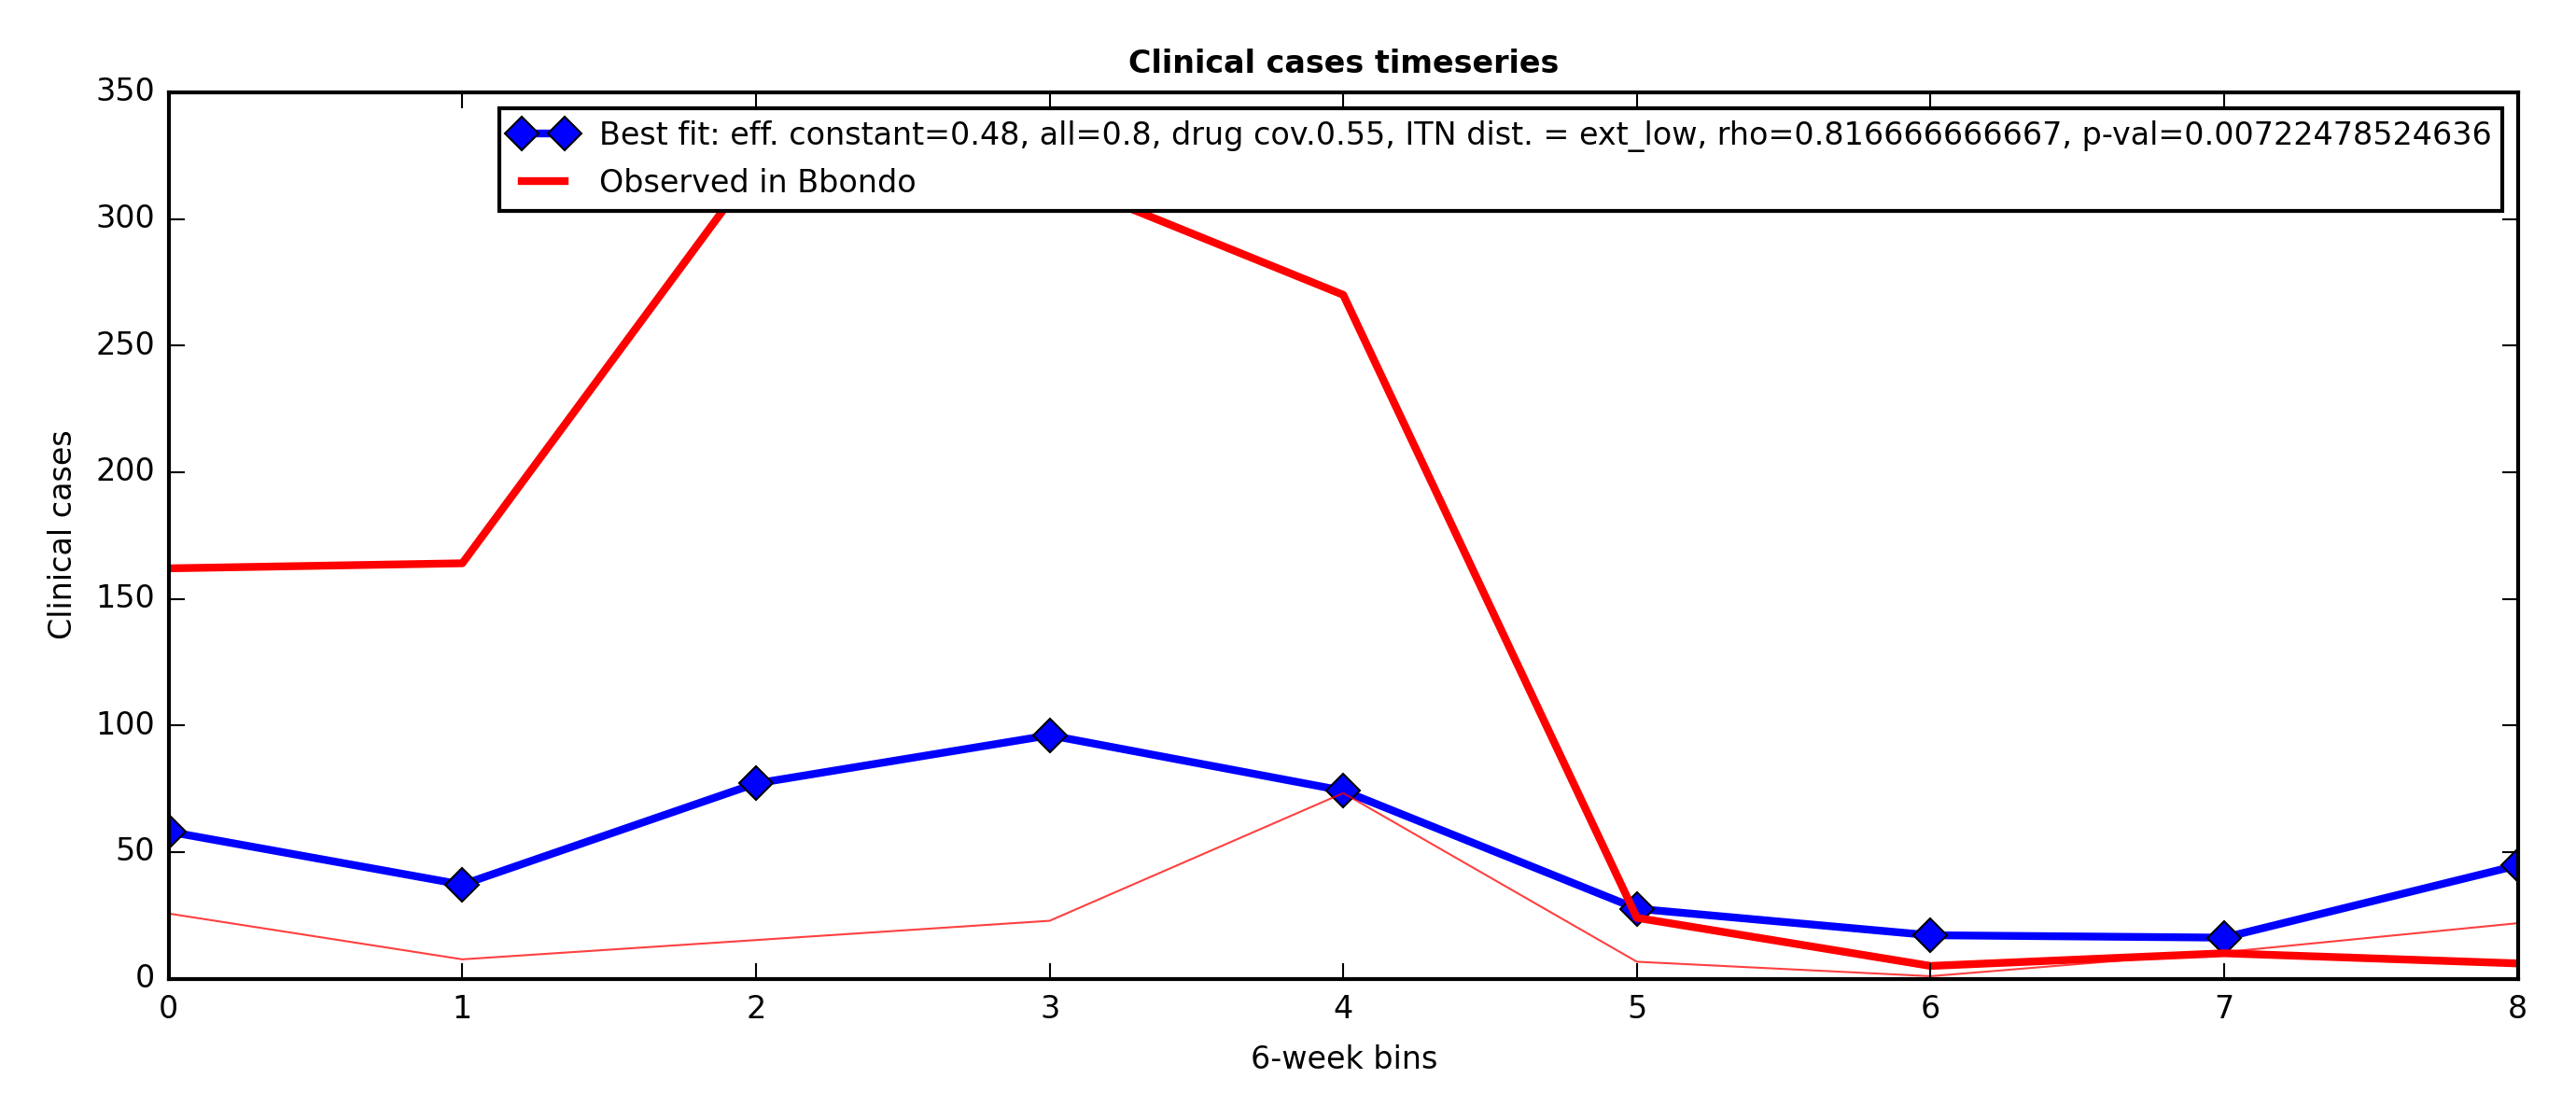 Clinical cases timeseries
Best fit: eff. constant=0.48, all=0.8, drug cov.0.55, ITN dist. = ext_low, rho=0.816666666667, p-val=0.00722478524636
Observed in Bbondo
350
300
250
200
150
100
50
0
Clinical cases
0 1 2 3 4 5 6 7 8
6-week bins